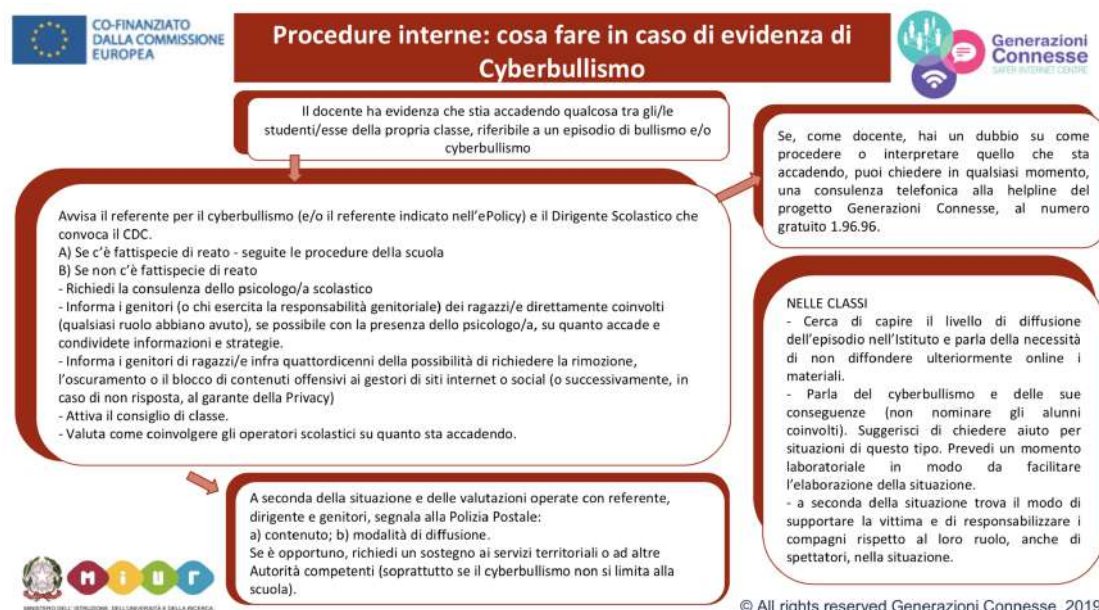 CO-FINANZIATO
DALLA COMMISSIONE
EUROPEA
Procedure interne: cosa fare in caso di evidenza di
Cyberbullismo
Generazioni
Connesse
SAFER INTERNET CENTRE
Il docente ha evidenza che stia accadendo qualcosa tra gli/le
studenti/esse della propria classe, riferibile a un episodio di bullismo e/o
cyberbullismo
Se, come docente, hai un dubbio su come
procedere o interpretare quello che sta
accadendo, puoi chiedere in qualsiasi momento,
una consulenza telefonica alla helpline del
progetto Generazioni Connesse, al numero
gratuito 1.96.96.
Avvisa il referente per il cyberbullismo (e/o il referente indicato nell'ePolicy) e il Dirigente Scolastico che
convoca il CDC.
A) Se c'è fattispecie di reato - seguite le procedure della scuola
B) Se non c'è fattispecie di reato
- Richiedi la consulenza dello psicologo/a scolastico
- Informa i genitori (o chi esercita la responsabilità genitoriale) dei ragazzi/e direttamente coinvolti
(qualsiasi ruolo abbiano avuto), se possibile con la presenza dello psicologo/a, su quanto accade e
condividete informazioni e strategie.
- Informa i genitori di ragazzi/e infra quattordicenni della possibilità di richiedere la rimozione,
l'oscuramento o il blocco di contenuti offensivi ai gestori di siti internet o social (o successivamente, in
caso di non risposta, al garante della Privacy)
- Attiva il consiglio di classe.
- Valuta come coinvolgere gli operatori scolastici su quanto sta accadendo.
NELLE CLASSI
- Cerca di capire il livello di diffusione
dell'episodio nell'Istituto e parla della necessità
di non diffondere ulteriormente online i
materiali.
- Parla del cyberbullismo e delle sue
conseguenze (non nominare gli alunni
coinvolti). Suggerisci di chiedere aiuto per
situazioni di questo tipo. Prevedi un momento
laboratoriale in modo da facilitare
l'elaborazione della situazione.
- a seconda della situazione trova il modo di
supportare la vittima e di responsabilizzare i
compagni rispetto al loro ruolo, anche di
spettatori, nella situazione.
A seconda della situazione e delle valutazioni operate con referente,
dirigente e genitori, segnala alla Polizia Postale:
a) contenuto; b) modalità di diffusione.
Se è opportuno, richiedi un sostegno ai servizi territoriali o ad altre
Autorità competenti (soprattutto se il cyberbullismo non si limita alla
scuola).
MIUR
MINISTERO DELL'ISTRUZIONE, DELL'UNIVERSITÀ E DELLA RICERCA
© All rights reserved Generazioni Connesse 2019